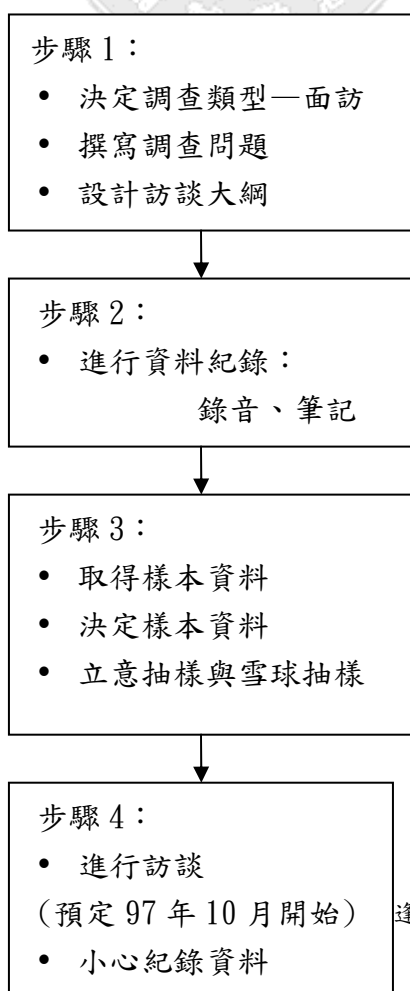 步驟 1：
• 決定調查類型—面訪
• 撰寫調查問題
• 設計訪談大綱
步驟 2：
• 進行資料紀錄：
錄音、筆記
步驟 3：
• 取得樣本資料
• 決定樣本資料
• 立意抽樣與雪球抽樣
步驟 4：
• 進行訪談
(預定 97 年 10 月開始)
• 小心紀錄資料